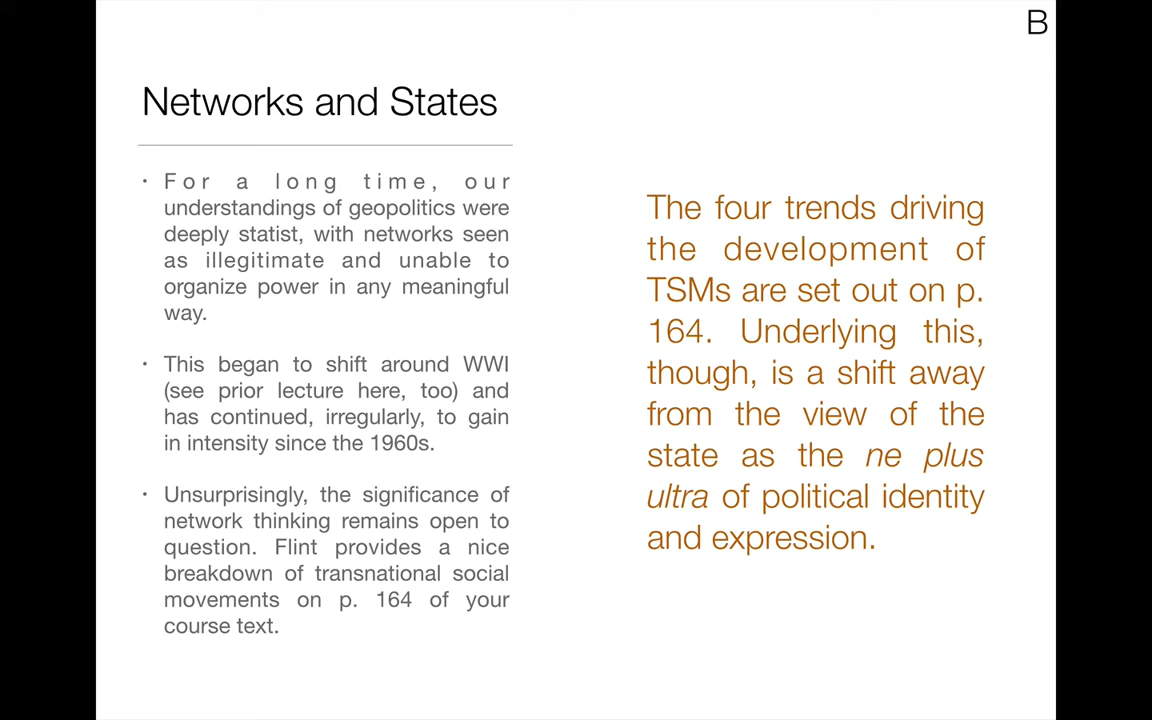 B
Networks and States
• For a long time, our
understandings of geopolitics were
deeply statist, with networks seen
as illegitimate and unable to
organize power in any meaningful
way.
• This began to shift around WWI
(see prior lecture here, too) and
has continued, irregularly, to gain
in intensity since the 1960s.
• Unsurprisingly, the significance of
network thinking remains open to
question. Flint provides a nice
breakdown of transnational social
movements on p. 164 of your
course text.
The four trends driving
the development of
TSMs are set out on p.
164. Underlying this,
though, is a shift away
from the view of the
state as the ne plus
ultra of political identity
and expression.